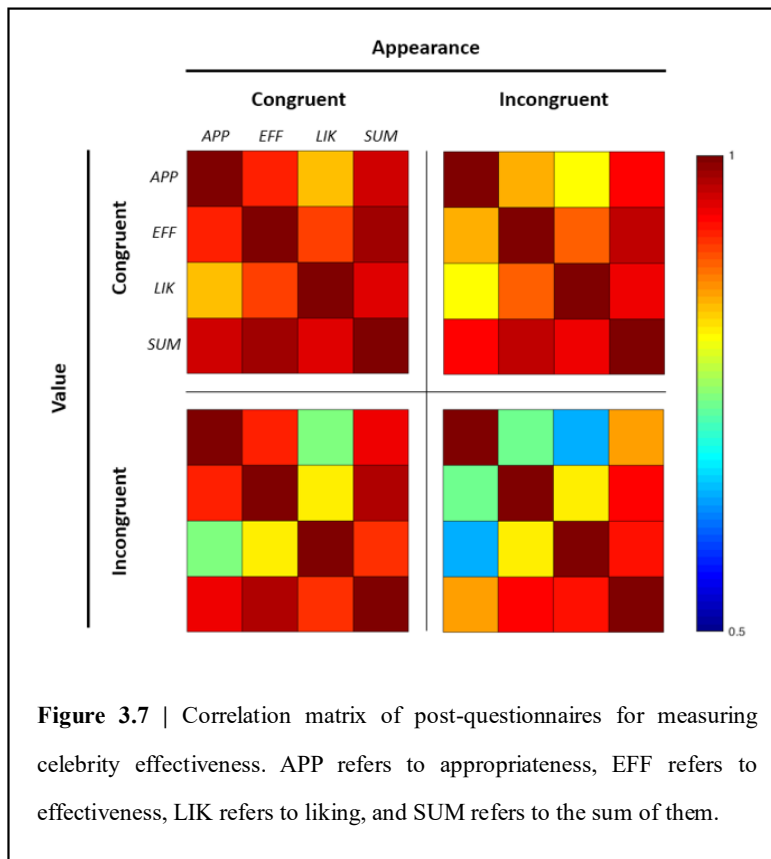 Appearance
Congruent Incongruent
APP EFF LIK SUM
APP
EFF
LIK
SUM
Congruent
Value
Incongruent
1
0.5
Figure 3.7 | Correlation matrix of post-questionnaires for measuring
celebrity effectiveness. APP refers to appropriateness, EFF refers to
effectiveness, LIK refers to liking, and SUM refers to the sum of them.